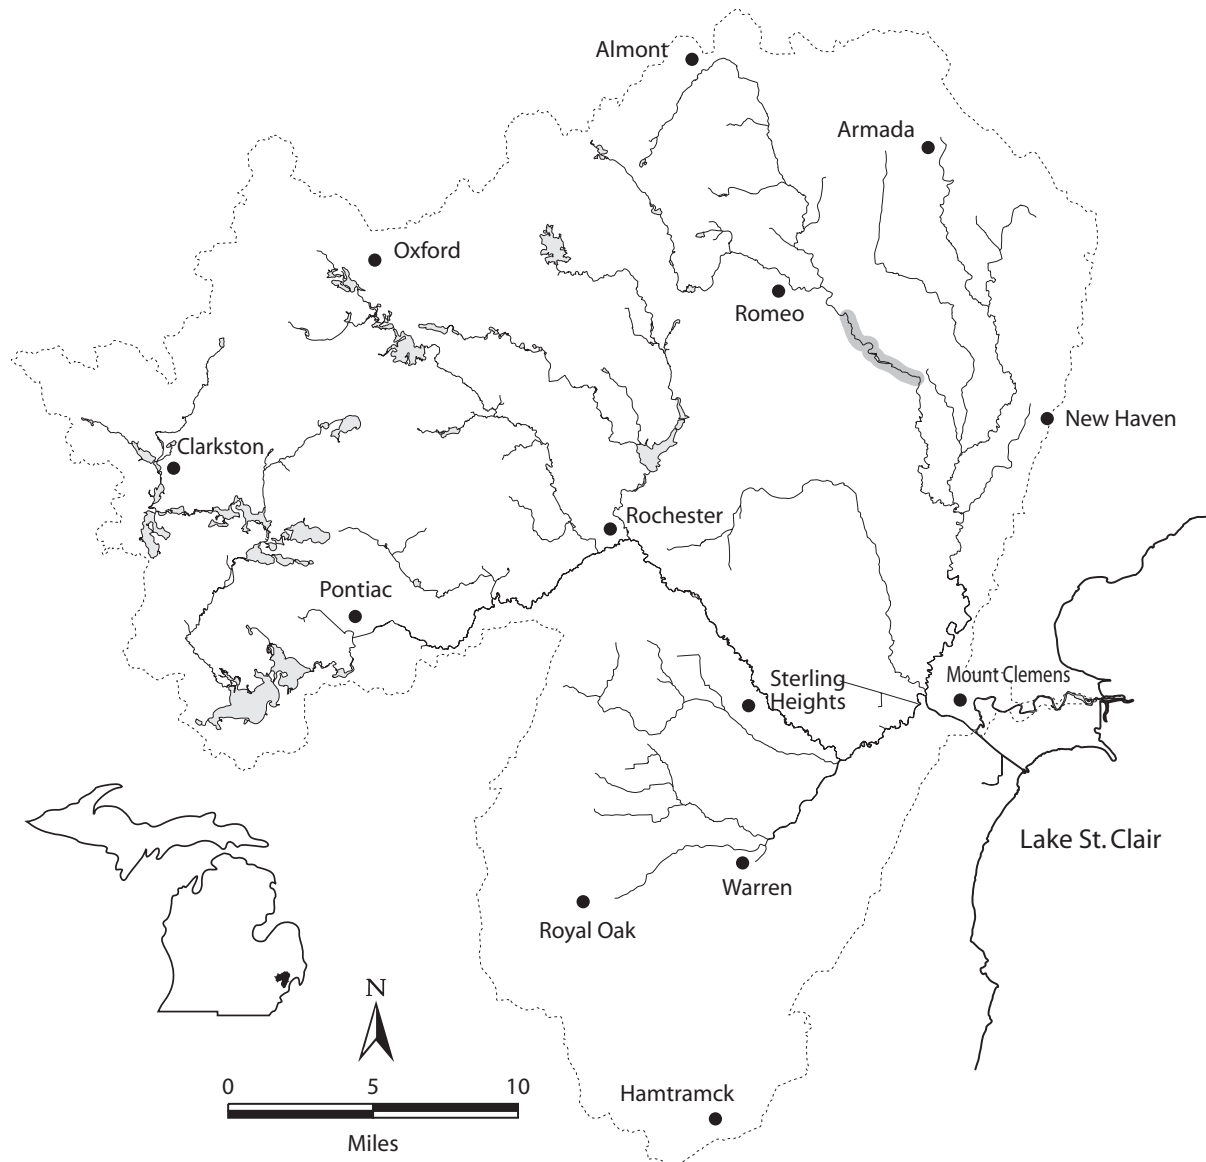 Almont
Armada
Oxford
Romeo
New Haven
Clarkston
Rochester
Pontiac
Mount Clemens
Sterling
Heights
Lake St. Clair
Warren
Royal Oak
N
0 5 10
Miles
Hamtramck